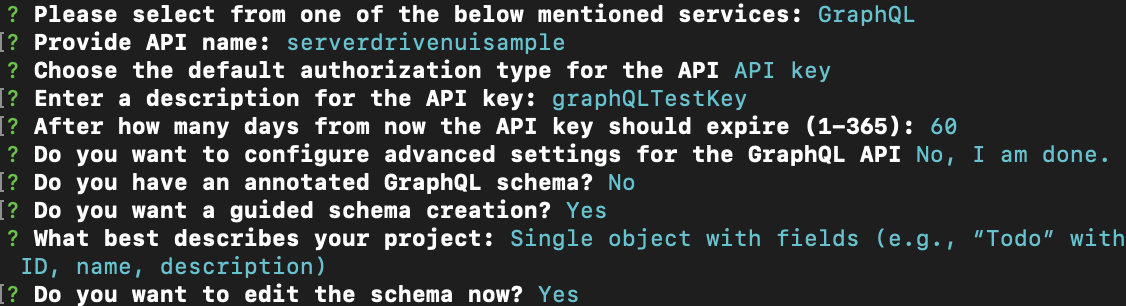 ? Please select from one of the below mentioned services: GraphQL
[? Provide API name: serverdrivenuisample
? Choose the default authorization type for the API API key
[? Enter a description for the API key: graphQLTestKey
[? After how many days from now the API key should expire (1-365): 60
? Do you want to configure advanced settings for the GraphQL API No, I am done.
[? Do you have an annotated GraphQL schema? No
[? Do you want a guided schema creation? Yes
? What best describes your project: Single object with fields (e.g., “Todo” with
ID, name, description)
[? Do you want to edit the schema now? Yes